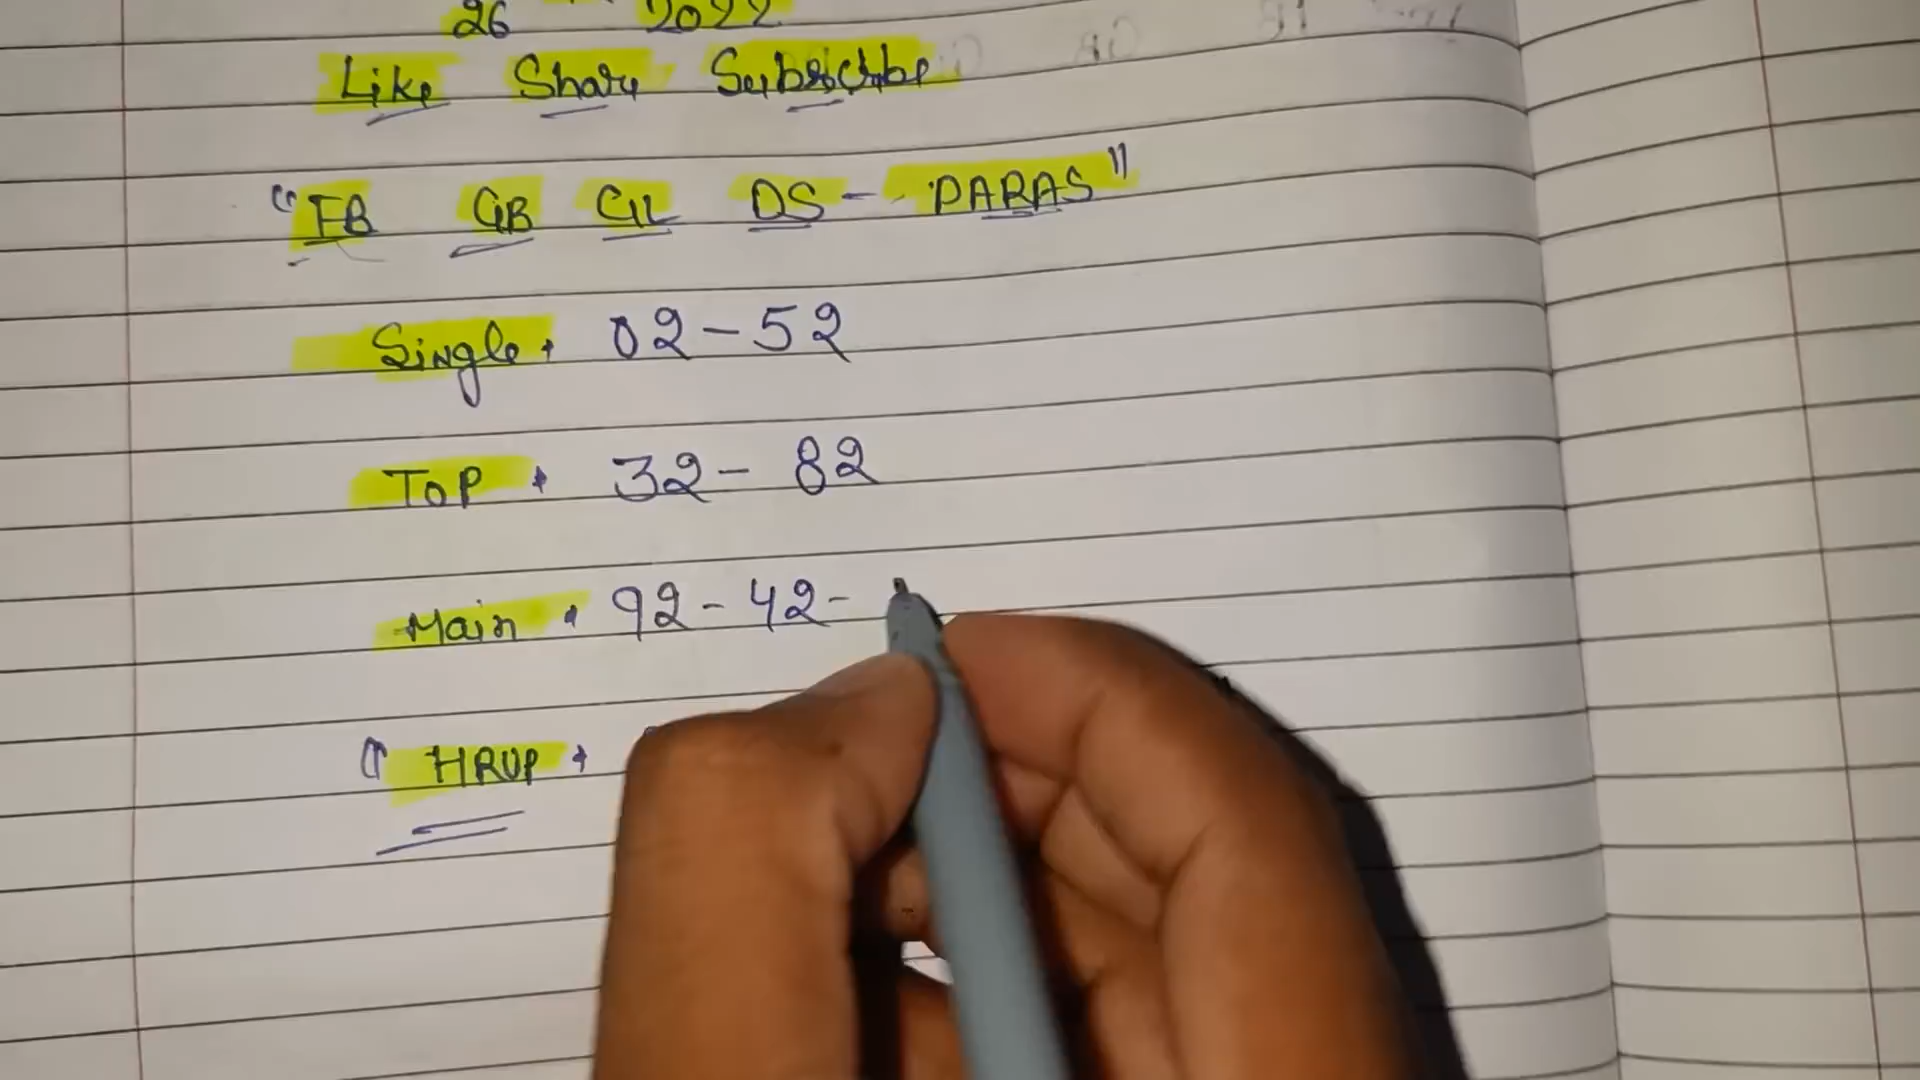 26 2022
Like Share Subscribe
"FB GB GL DS - PARAS"
Single 02 - 52
TOP 32 - 82
Main 92 - 42 -
HRUP